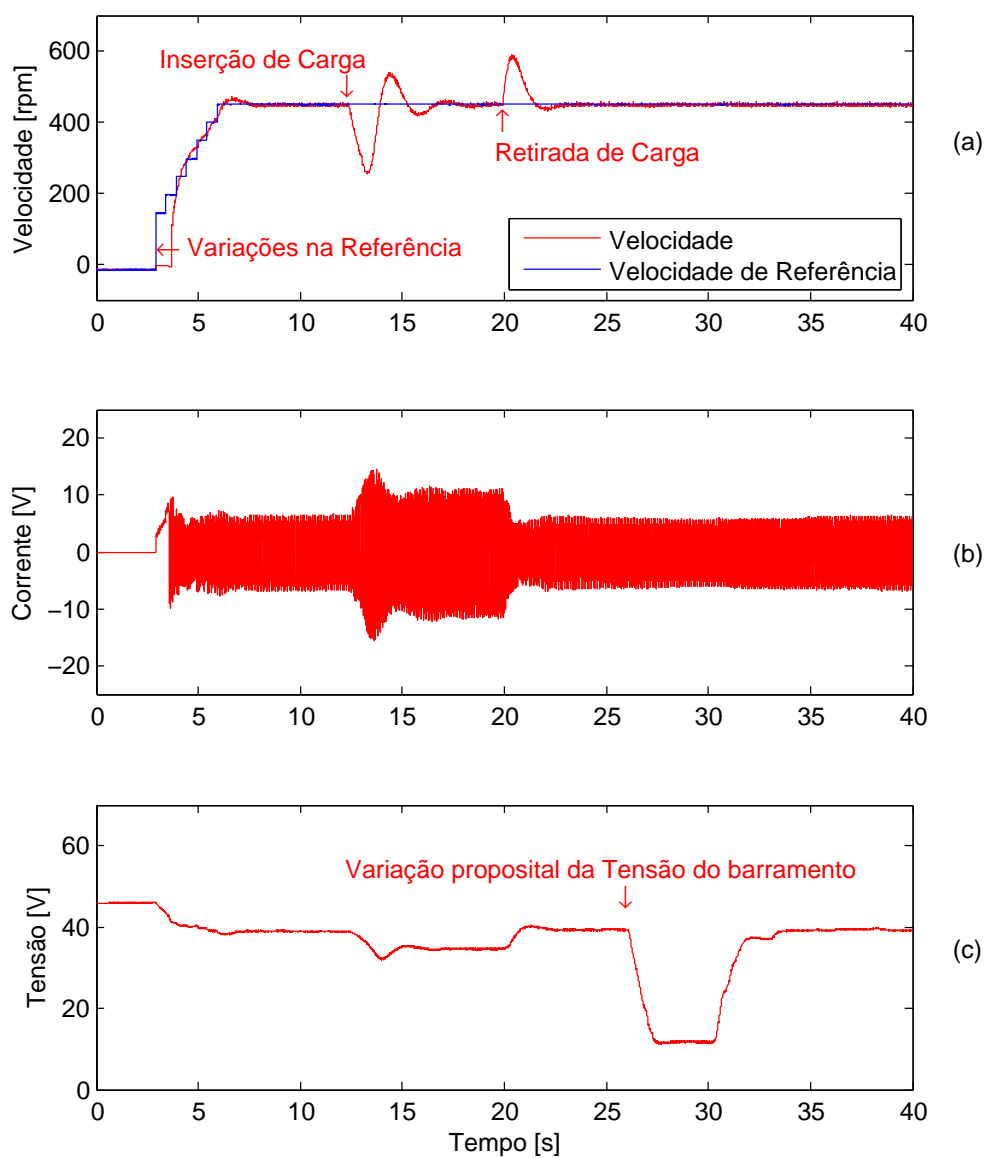 600
400
200
0
Velocidade [rpm]
Inserção de Carga
Retirada de Carga
Variações na Referência
Velocidade
Velocidade de Referência
0 5 10 15 20 25 30 35 40
(a)
20
10
0
−10
−20
Corrente [V]
0 5 10 15 20 25 30 35 40
(b)
60
40
20
0
Tensão [V]
Variação proposital da Tensão do barramento
0 5 10 15 20 25 30 35 40
Tempo [s]
(c)